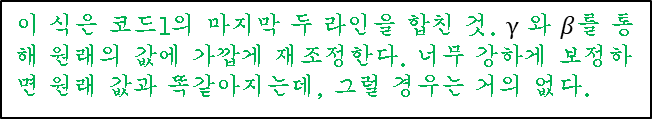 이 식은 코드1의 마지막 두 라인을 합친 것. γ 와 β를 통
해 원래의 값에 가깝게 재조정한다. 너무 강하게 보정하
면 원래 값과 똑같아지는데, 그럴 경우는 거의 없다.